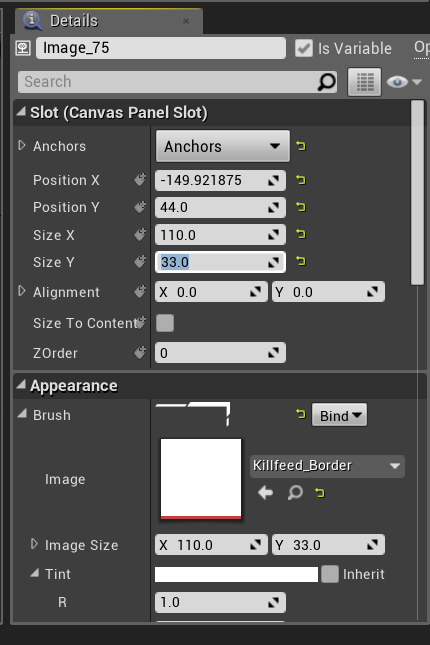 Details
Image_75 Is Variable Op
Search
Slot (Canvas Panel Slot)
Anchors Anchors
Position X -149.921875
Position Y 44.0
Size X 110.0
Size Y 33.0
Alignment X 0.0 Y 0.0
Size To Content
ZOrder 0
Appearance
Brush Bind
Image Killfeed_Border
Image Size X 110.0 Y 33.0
Tint Inherit
R 1.0